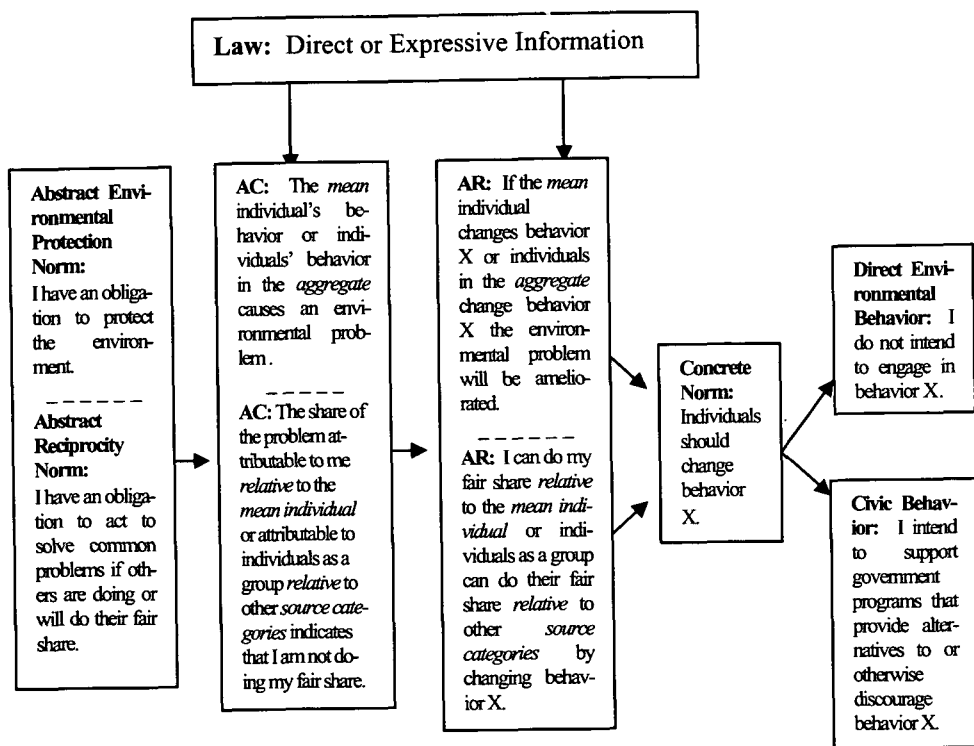 Law: Direct or Expressive Information
Abstract Envi-
ronmental
Protection
Norm:
I have an obliga-
tion to protect
the environ-
ment.
Abstract
Reciprocity
Norm:
I have an obliga-
tion to act to
solve common
problems if oth-
ers are doing or
will do their fair
share.
AC: The mean
individual's be-
havior or indi-
viduals' behavior
in the aggregate
causes an envi-
ronmental prob-
lem.
AC: The share of
the problem at-
tributable to me
relative to the
mean individual
or attributable to
individuals as a
group relative to
other source cate-
gories indicates
that I am not do-
ing my fair share.
AR: If the mean
individual
changes behavior
X or individuals
in the aggregate
change behavior
X the environ-
mental problem
will be amelio-
rated.
AR: I can do my
fair share relative
to the mean indi-
vidual or indi-
viduals as a group
can do their fair
share relative to
other source
categories by
changing behav-
ior X.
Concrete
Norm:
Individuals
should
change
behavior
X.
Direct Envi-
ronmental
Behavior: I
do not intend
to engage in
behavior X.
Civic Behav-
ior: I intend
to support
government
programs that
provide alter-
natives to or
otherwise
discourage
behavior X.